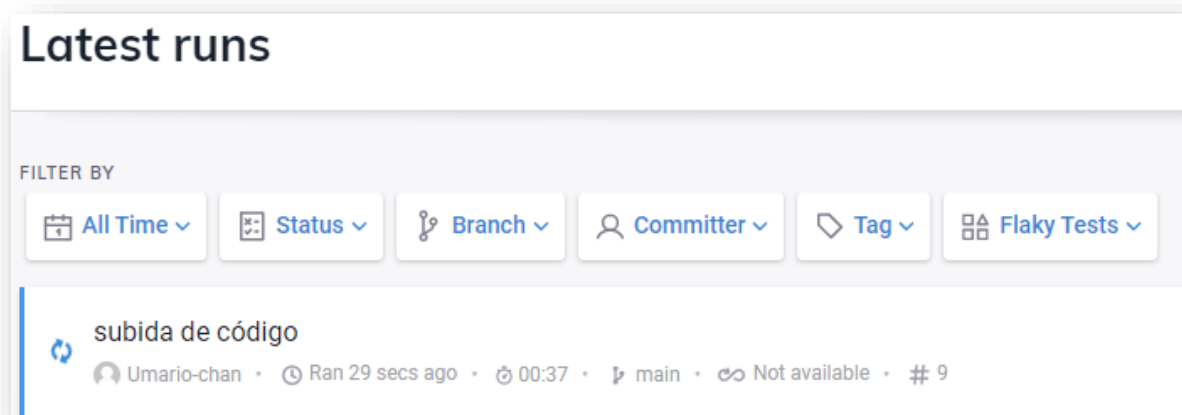 Latest runs
FILTER BY
All Time Status Branch Committer Tag Flaky Tests
subida de código
Umario-chan · Ran 29 secs ago · 00:37 · main · Not available · # 9